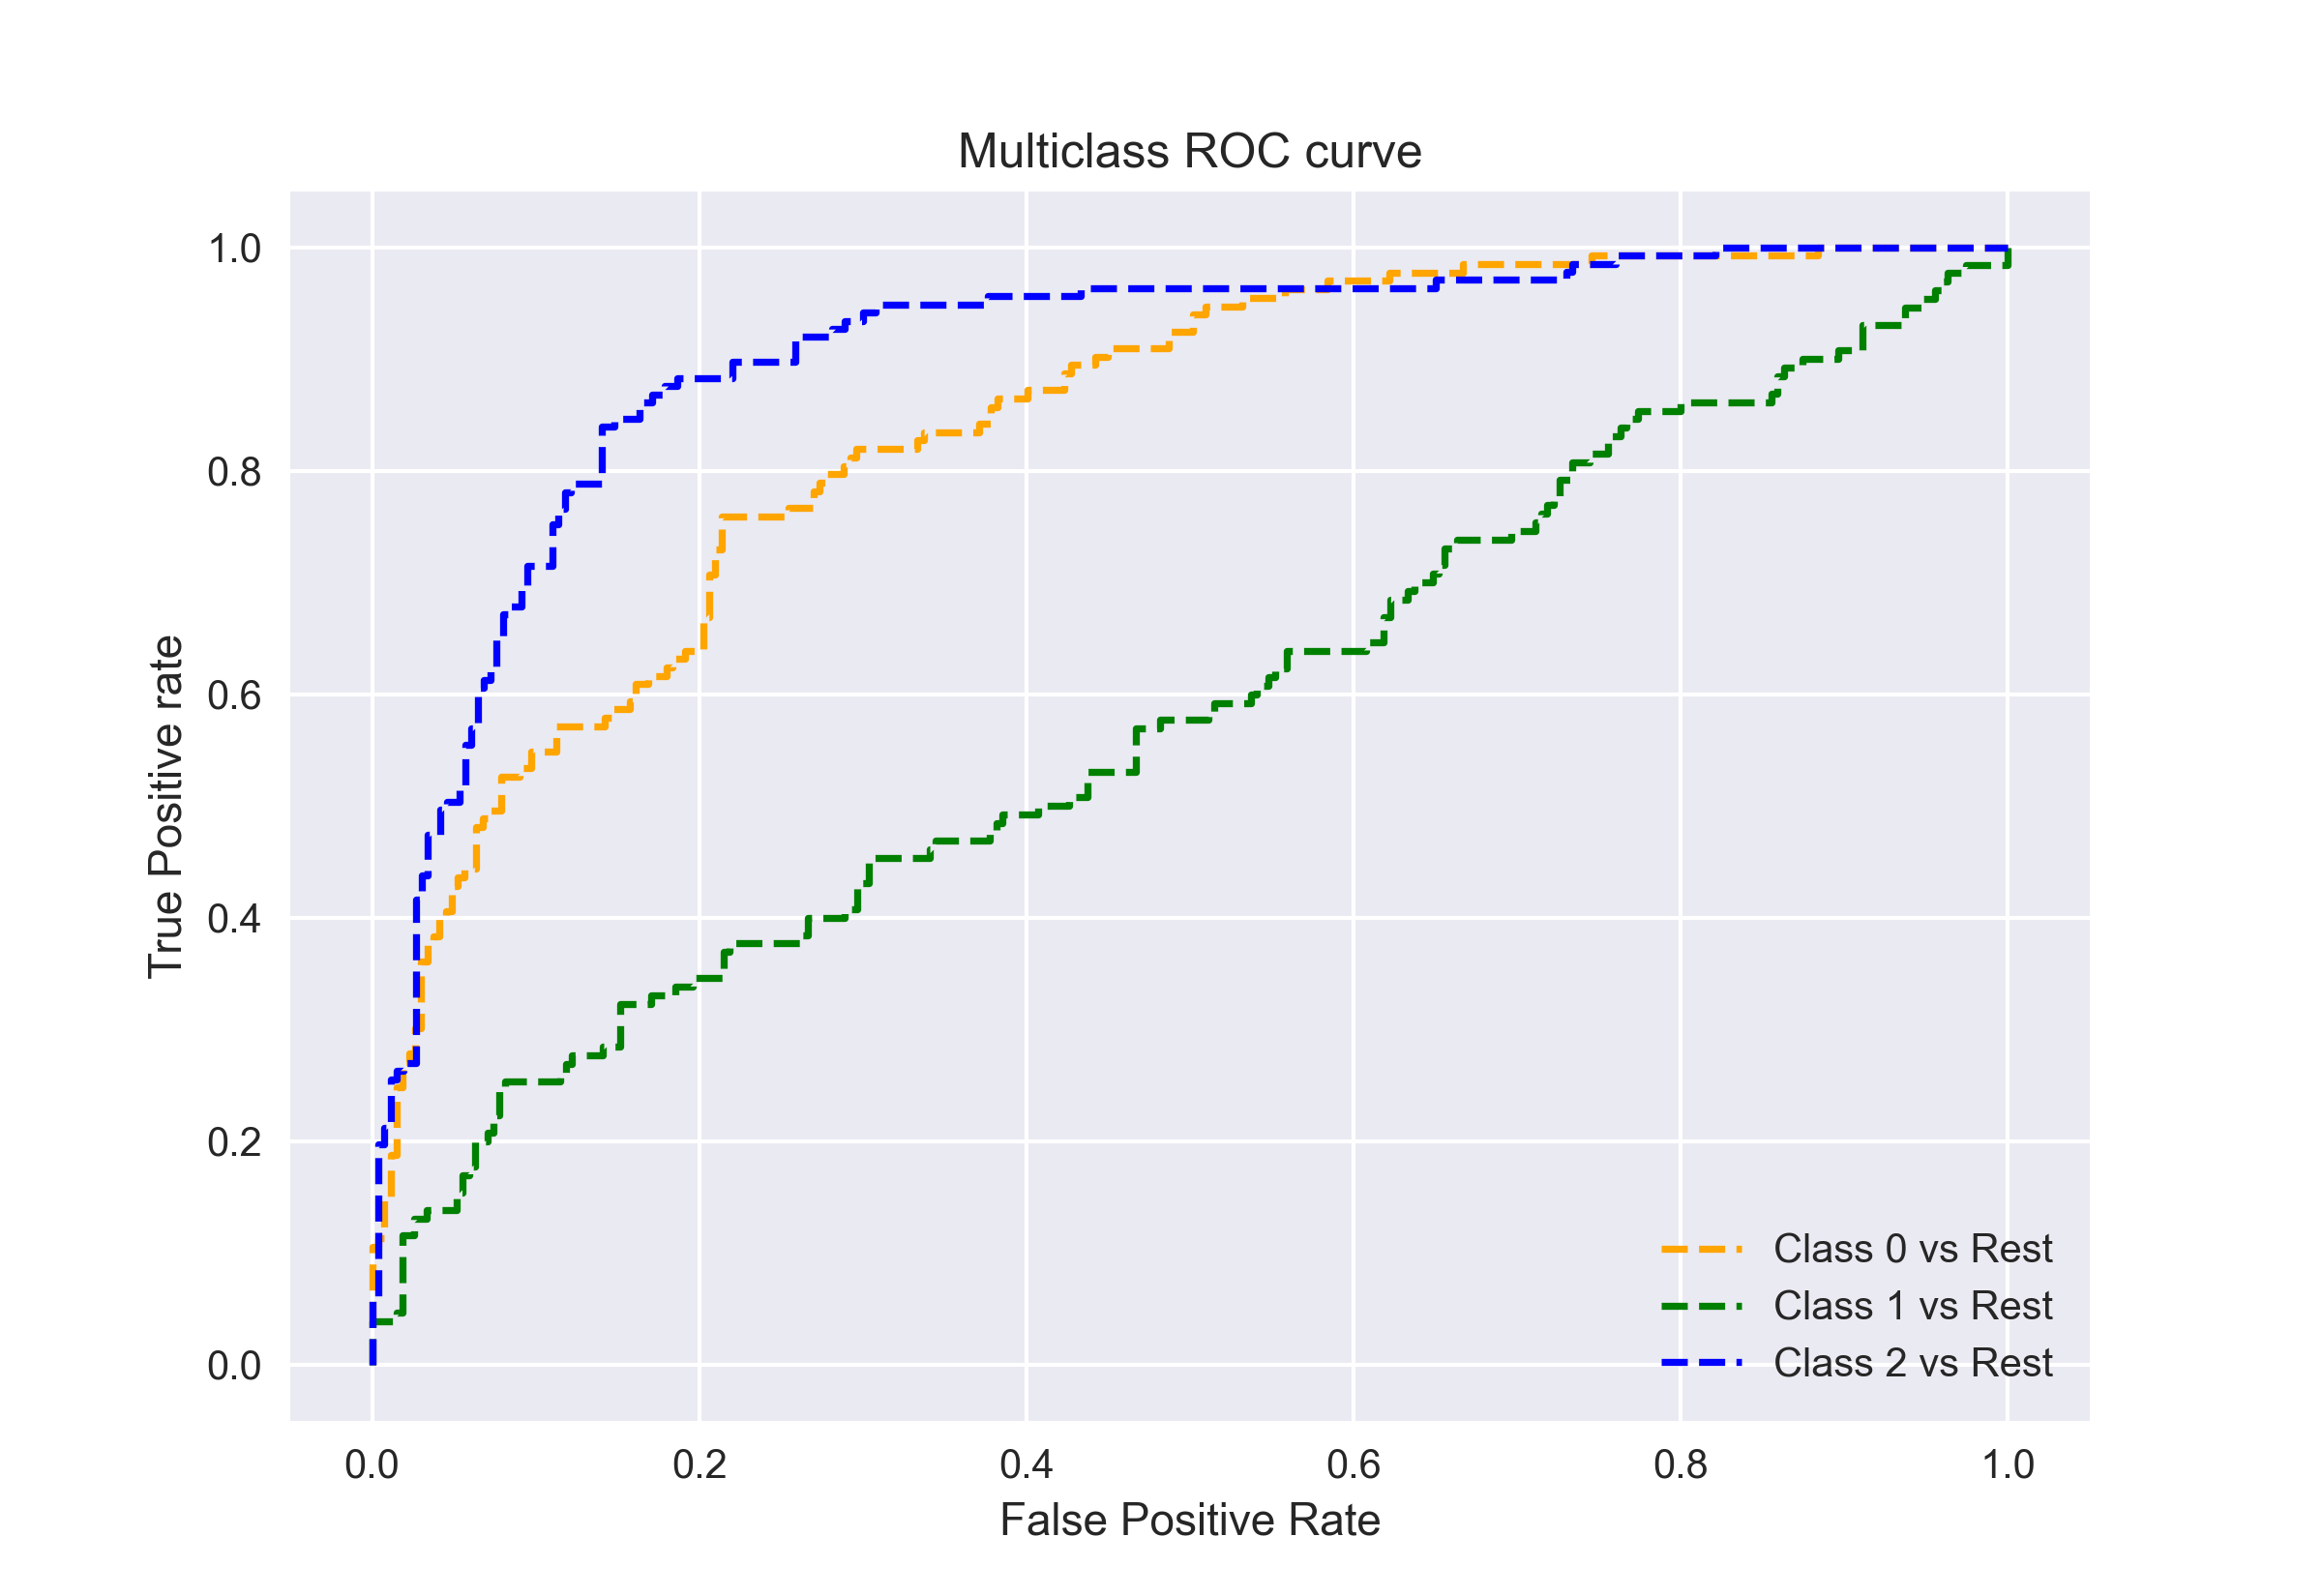 Multiclass ROC curve
1.0
0.8
0.6
0.4
0.2
0.0
True Positive rate
0.0 0.2 0.4 0.6 0.8 1.0
False Positive Rate
Class 0 vs Rest
Class 1 vs Rest
Class 2 vs Rest